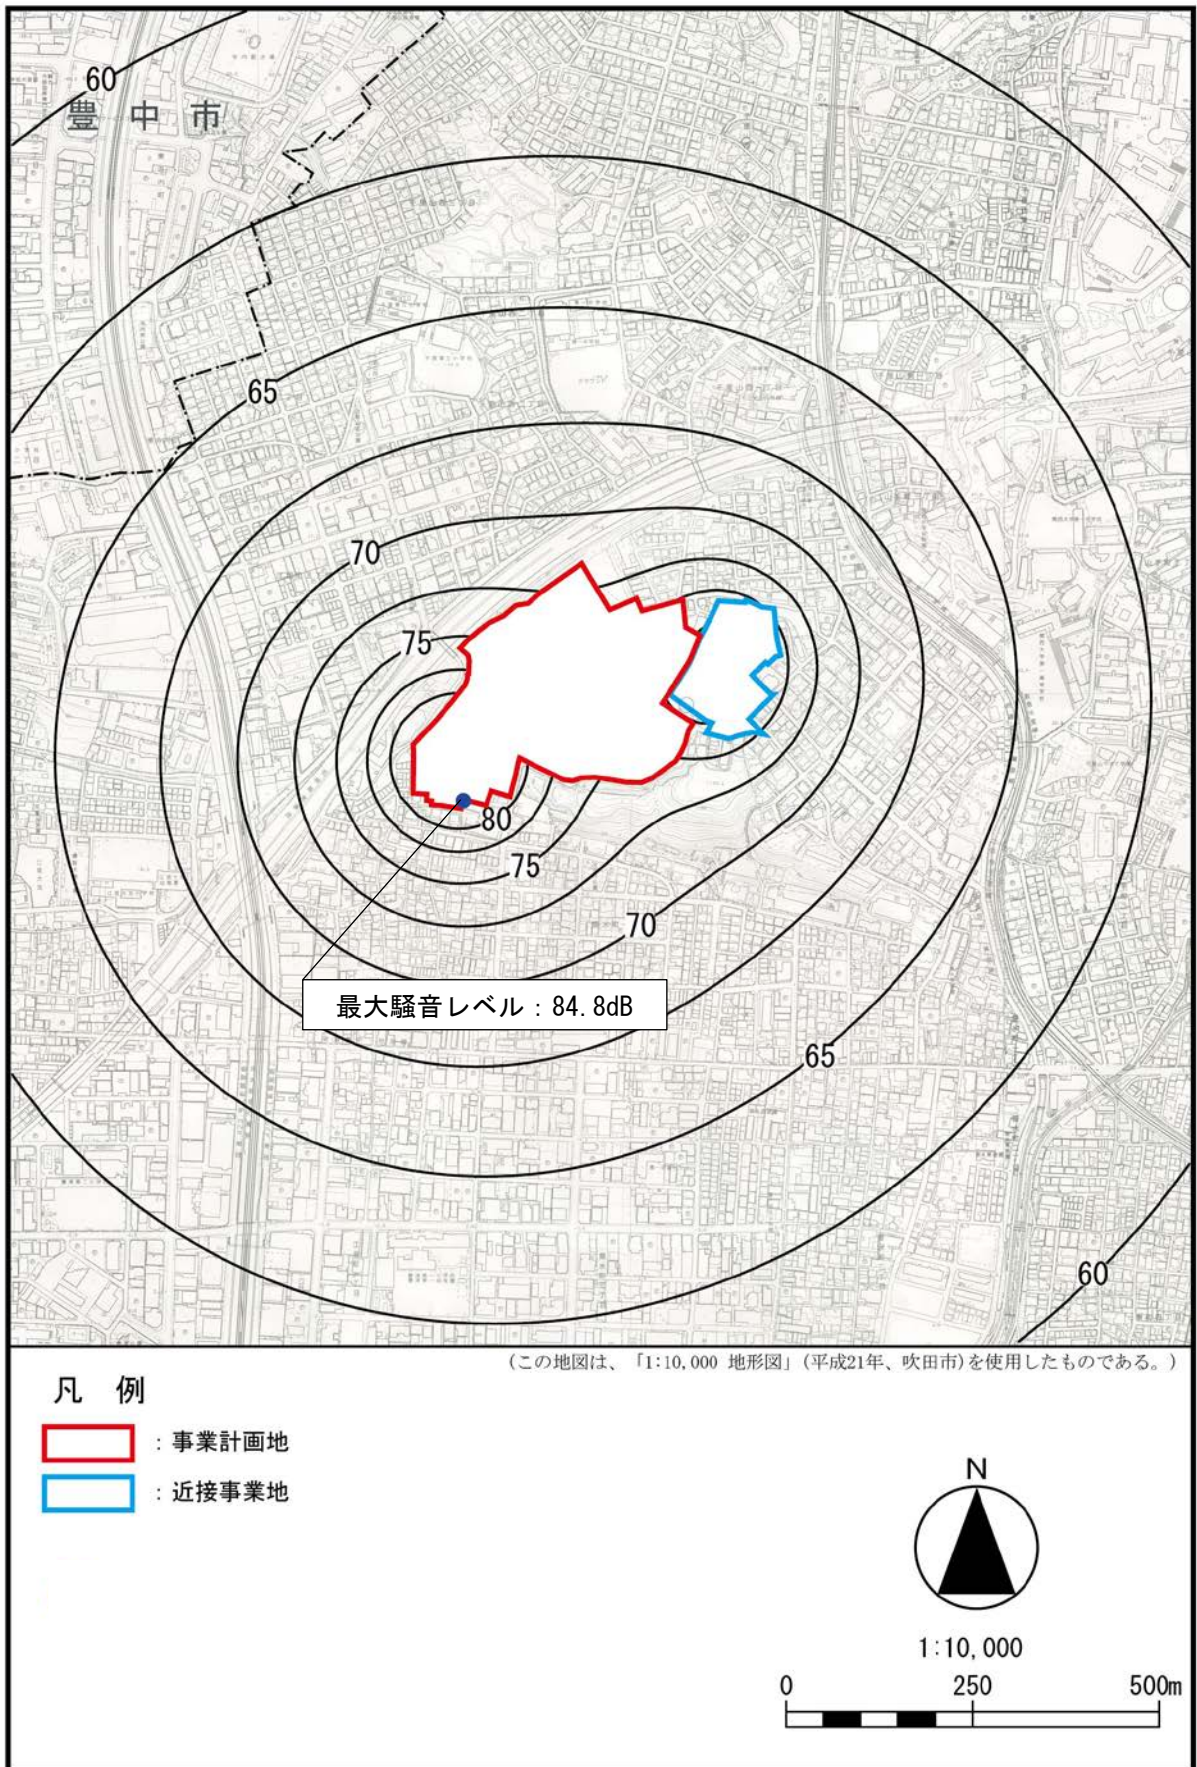 60
豊中市
65
70
75
80
75
70
最大騒音レベル：84.8dB
65
60
(この地図は、「1:10,000 地形図」(平成21年、吹田市)を使用したものである。)
凡 例
：事業計画地
：近接事業地
N
1:10,000
0 250 500m